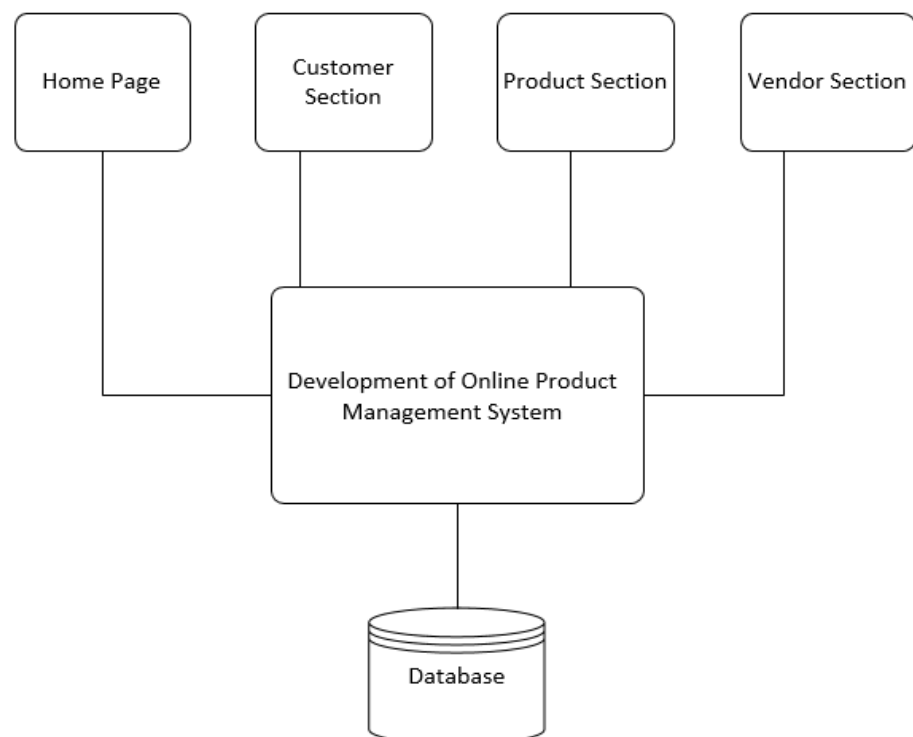 Home Page
Customer
Section
Product Section
Vendor Section
Development of Online Product
Management System
Database